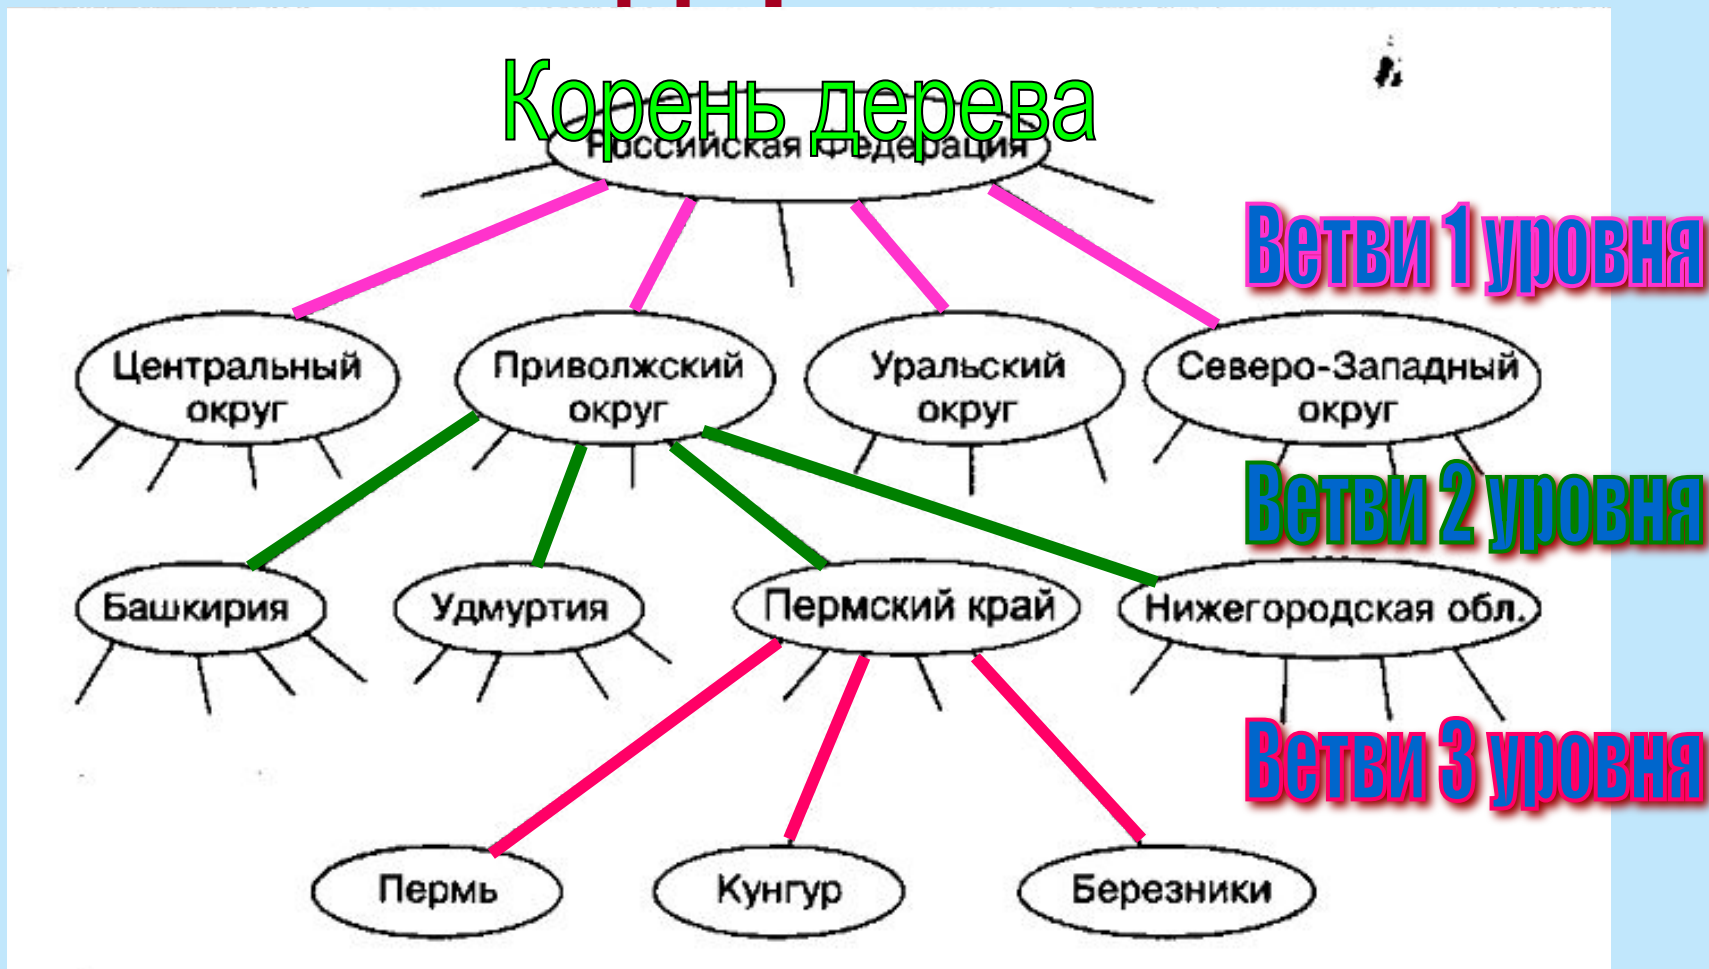 Корень дерева
Российская Федерация
Ветви 1 уровня
Центральный
округ
Приволжский
округ
Уральский
округ
Северо-Западный
округ
Ветви 2 уровня
Башкирия
Удмуртия
Пермский край
Нижегородская обл.
Ветви 3 уровня
Пермь
Кунгур
Березники